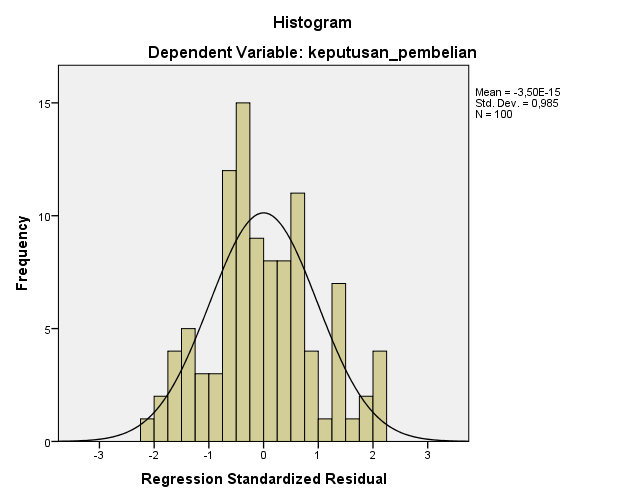 Histogram
Dependent Variable: keputusan_pembelian
Mean = -3,50E-15
Std. Dev. = 0,985
N = 100
Frequency
15
10
5
0
-3 -2 -1 0 1 2 3
Regression Standardized Residual